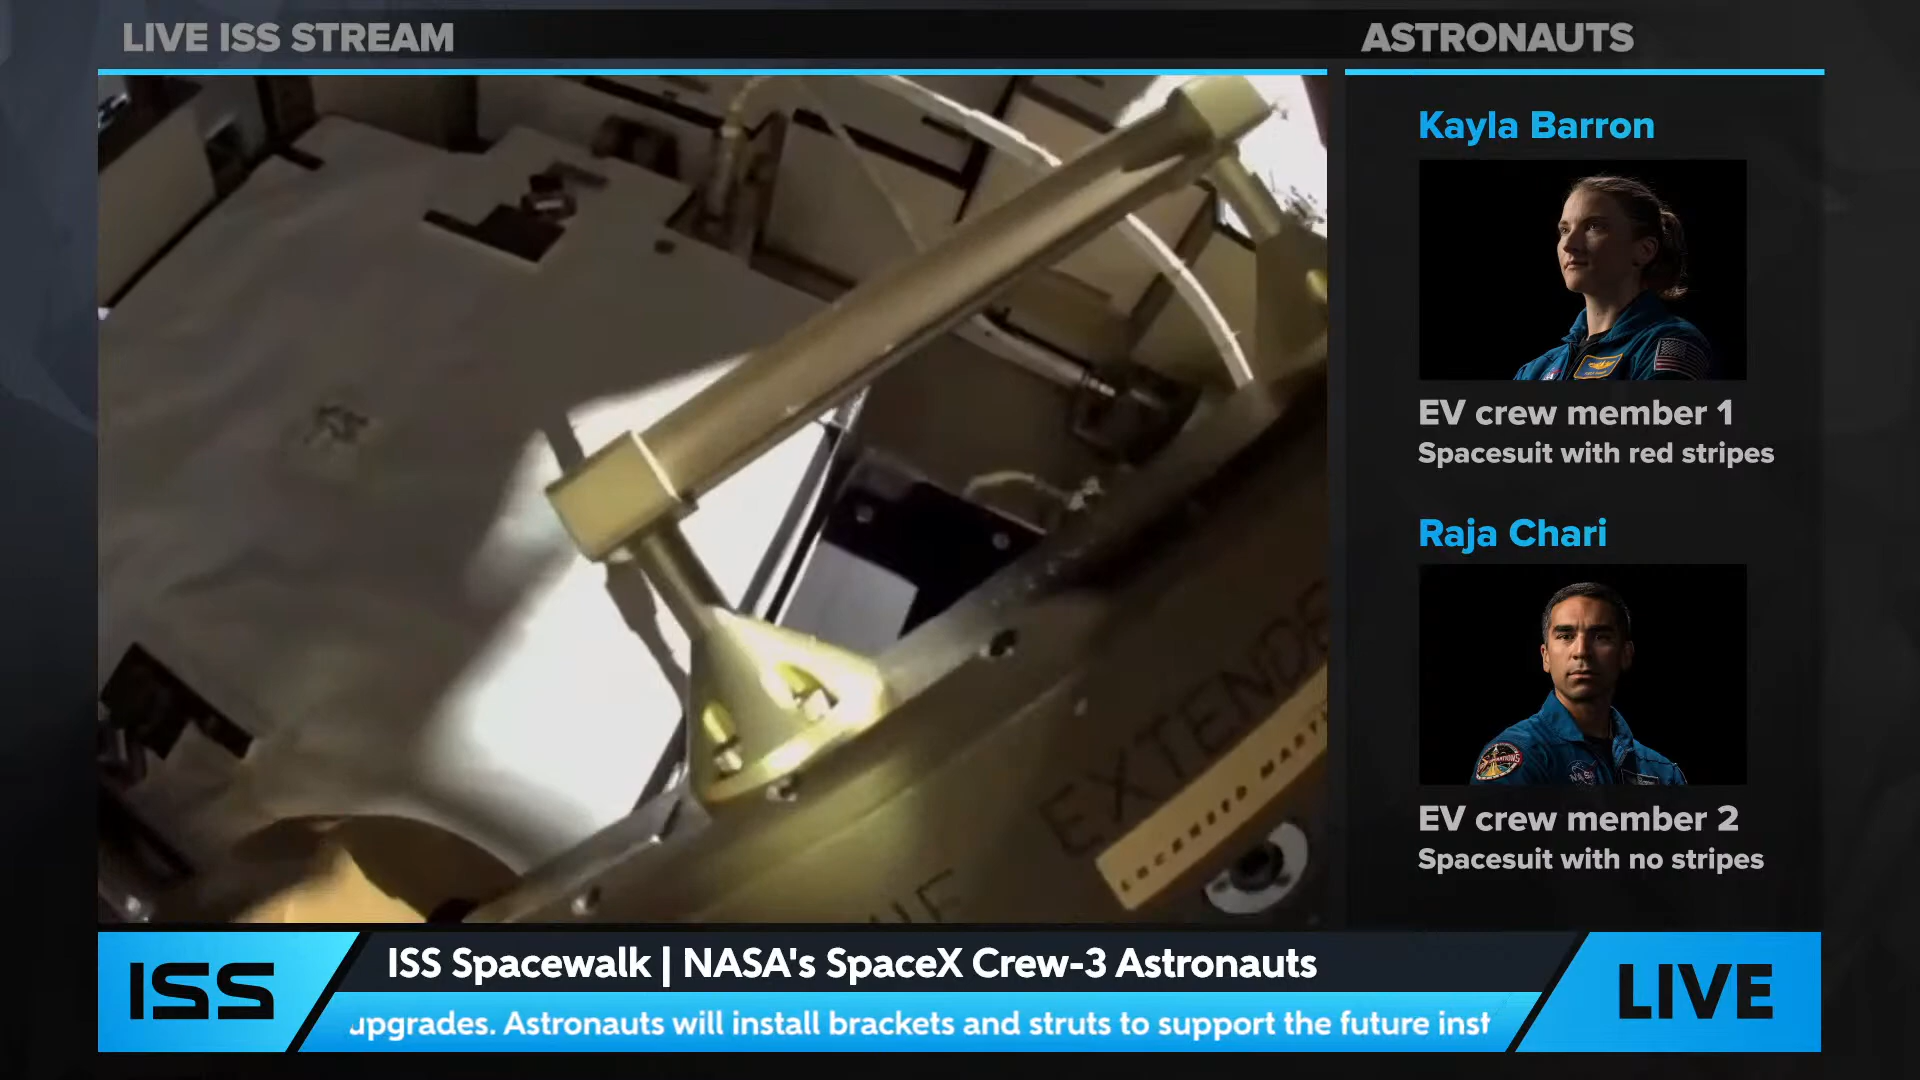 LIVE ISS STREAM
ASTRONAUTS
Kayla Barron
EV crew member 1
Spacesuit with red stripes
Raja Chari
EV crew member 2
Spacesuit with no stripes
EXTENDE
LOCKHEED MARTI
ISS
ISS Spacewalk | NASA's SpaceX Crew-3 Astronauts
upgrades. Astronauts will install brackets and struts to support the future inst
LIVE